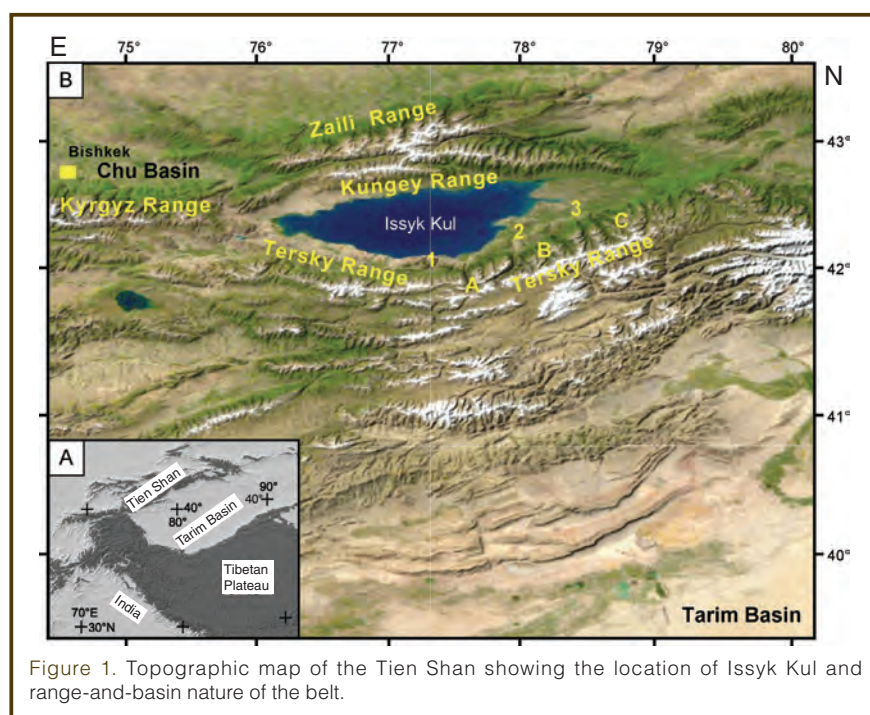 E
75° 76° 77° 78° 79° 80°
B
N
Zaili Range
43°
Bishkek
Chu Basin
Kungey Range
Kyrgyz Range
Issyk Kul
3
C
2
B
Tersky Range
1
Tersky Range
A
42°
41°
A
Tien Shan
90°
40°
40°
80°
Tarim Basin
Tibetan
Plateau
India
70°E
30°N
40°
Tarim Basin
Figure 1. Topographic map of the Tien Shan showing the location of Issyk Kul and
range-and-basin nature of the belt.